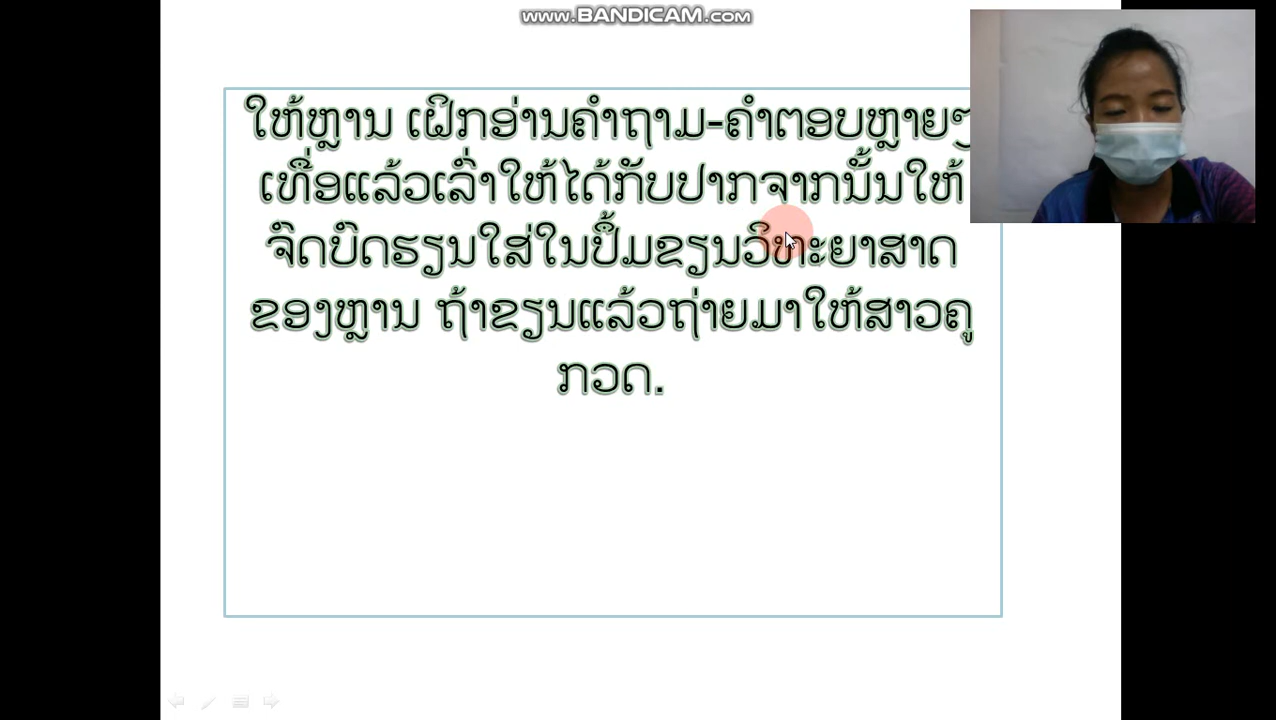 www.BANDICAM.com
ໃຫ້ຫຼານ ເຝິກອ່ານຄຳຖາມ-ຄຳຕອບຫຼາຍໆ
ເທື່ອແລ້ວເລົ່າໃຫ້ໄດ້ກັບປາກຈາກນັ້ນໃຫ້
ຈົດບົດຮຽນໃສ່ໃນປຶ້ມຂຽນວິທະຍາສາດ
ຂອງຫຼານ ຖ້າຂຽນແລ້ວຖ່າຍມາໃຫ້ສາວຄູ
ກວດ.